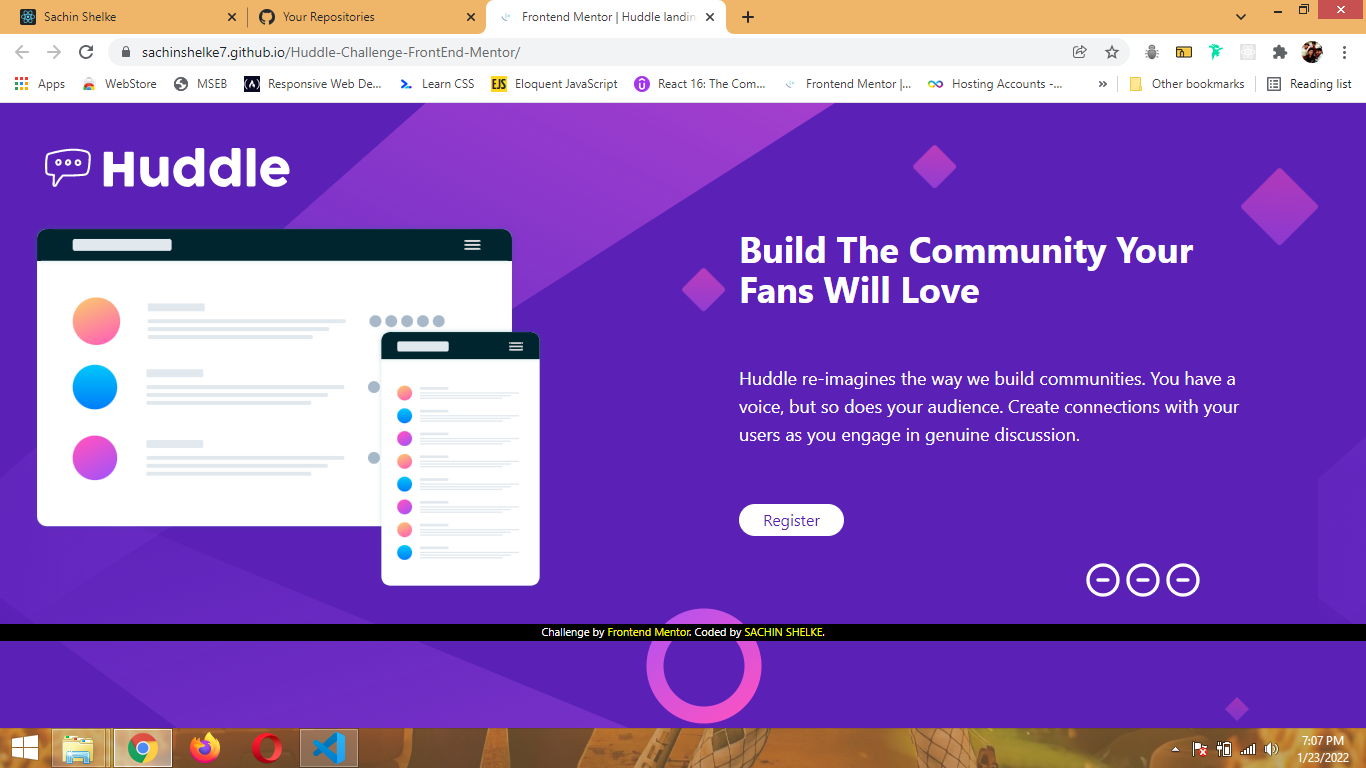 Sachin Shelke
Your Repositories
Frontend Mentor | Huddle landin
sachinshelke7.github.io/Huddle-Challenge-FrontEnd-Mentor/
Apps
WebStore
MSEB
Responsive Web De...
Learn CSS
EJS
Eloquent JavaScript
React 16: The Com...
Frontend Mentor |...
Hosting Accounts -...
»
Other bookmarks
Reading list
Huddle
Build The Community Your
Fans Will Love
Huddle re-imagines the way we build communities. You have a
voice, but so does your audience. Create connections with your
users as you engage in genuine discussion.
Register
Challenge by Frontend Mentor. Coded by SACHIN SHELKE.
7:07 PM
1/23/2022